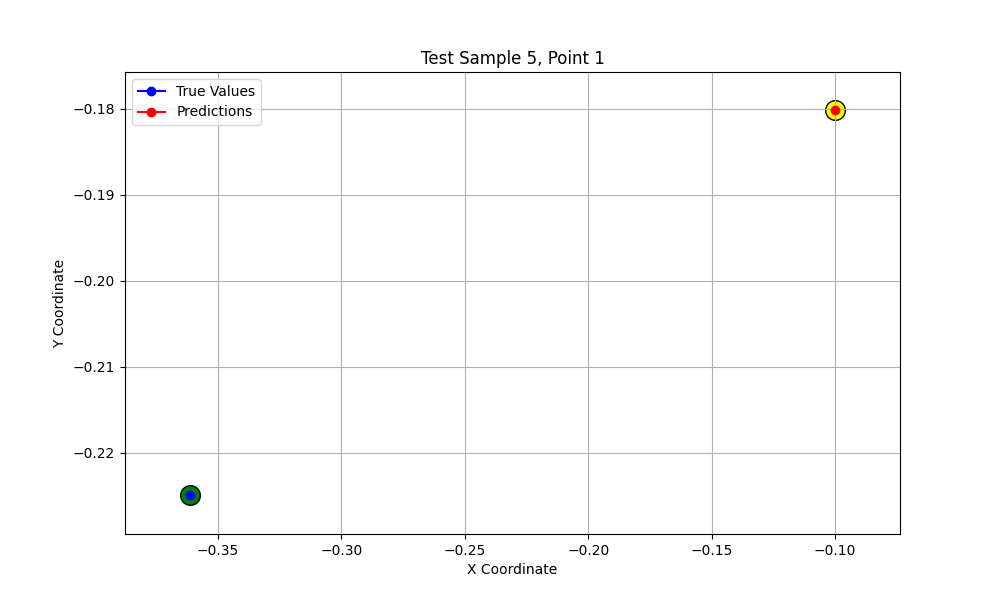 Test Sample 5, Point 1
True Values
Predictions
−0.18
−0.19
−0.20
−0.21
−0.22
Y Coordinate
−0.35 −0.30 −0.25 −0.20 −0.15 −0.10
X Coordinate